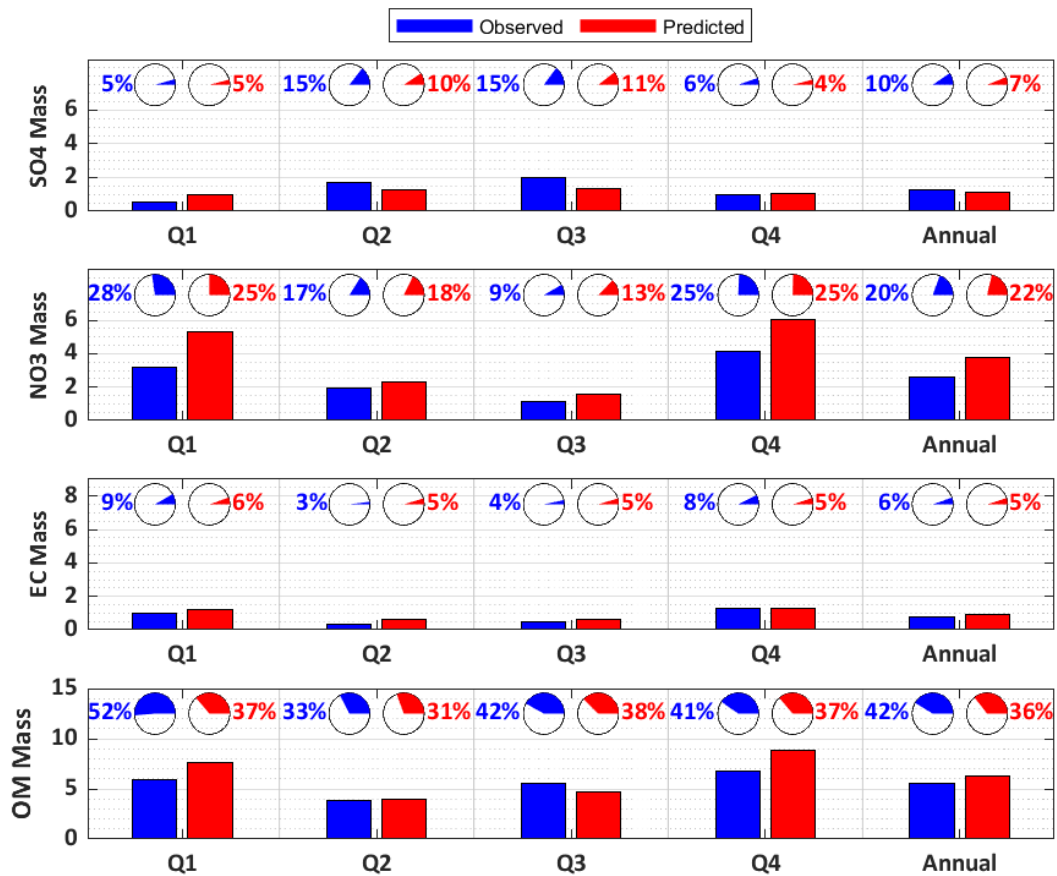 Observed Predicted
5% 5% 15% 10% 15% 11% 6% 4% 10% 7%
6
4
2
0
SO4 Mass
Q1 Q2 Q3 Q4 Annual
28% 25% 17% 18% 9% 13% 25% 25% 20% 22%
6
4
2
0
NO3 Mass
Q1 Q2 Q3 Q4 Annual
8
9% 6% 3% 5% 4% 5% 8% 5% 6% 5%
6
4
2
0
EC Mass
Q1 Q2 Q3 Q4 Annual
15
52% 37% 33% 31% 42% 38% 41% 37% 42% 36%
10
5
0
OM Mass
Q1 Q2 Q3 Q4 Annual